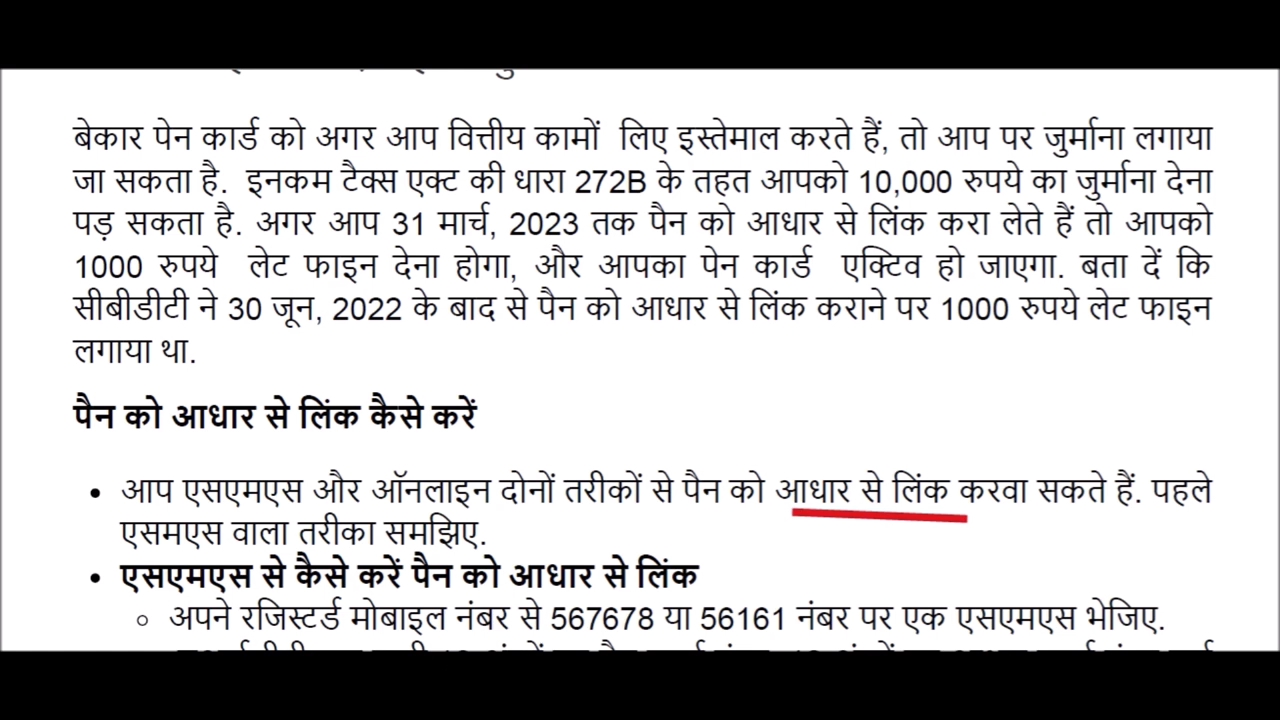 बेकार पेन कार्ड को अगर आप वित्तीय कामों लिए इस्तेमाल करते हैं, तो आप पर जुर्माना लगाया
जा सकता है. इनकम टैक्स एक्ट की धारा 272B के तहत आपको 10,000 रुपये का जुर्माना देना
पड़ सकता है. अगर आप 31 मार्च, 2023 तक पैन को आधार से लिंक करा लेते हैं तो आपको
1000 रुपये लेट फाइन देना होगा, और आपका पेन कार्ड एक्टिव हो जाएगा. बता दें कि
सीबीडीटी ने 30 जून, 2022 के बाद से पैन को आधार से लिंक कराने पर 1000 रुपये लेट फाइन
लगाया था.
पैन को आधार से लिंक कैसे करें
• आप एसएमएस और ऑनलाइन दोनों तरीकों से पैन को आधार से लिंक करवा सकते हैं. पहले
एसमएस वाला तरीका समझिए.
• एसएमएस से कैसे करें पैन को आधार से लिंक
◦ अपने रजिस्टर्ड मोबाइल नंबर से 567678 या 56161 नंबर पर एक एसएमएस भेजिए.